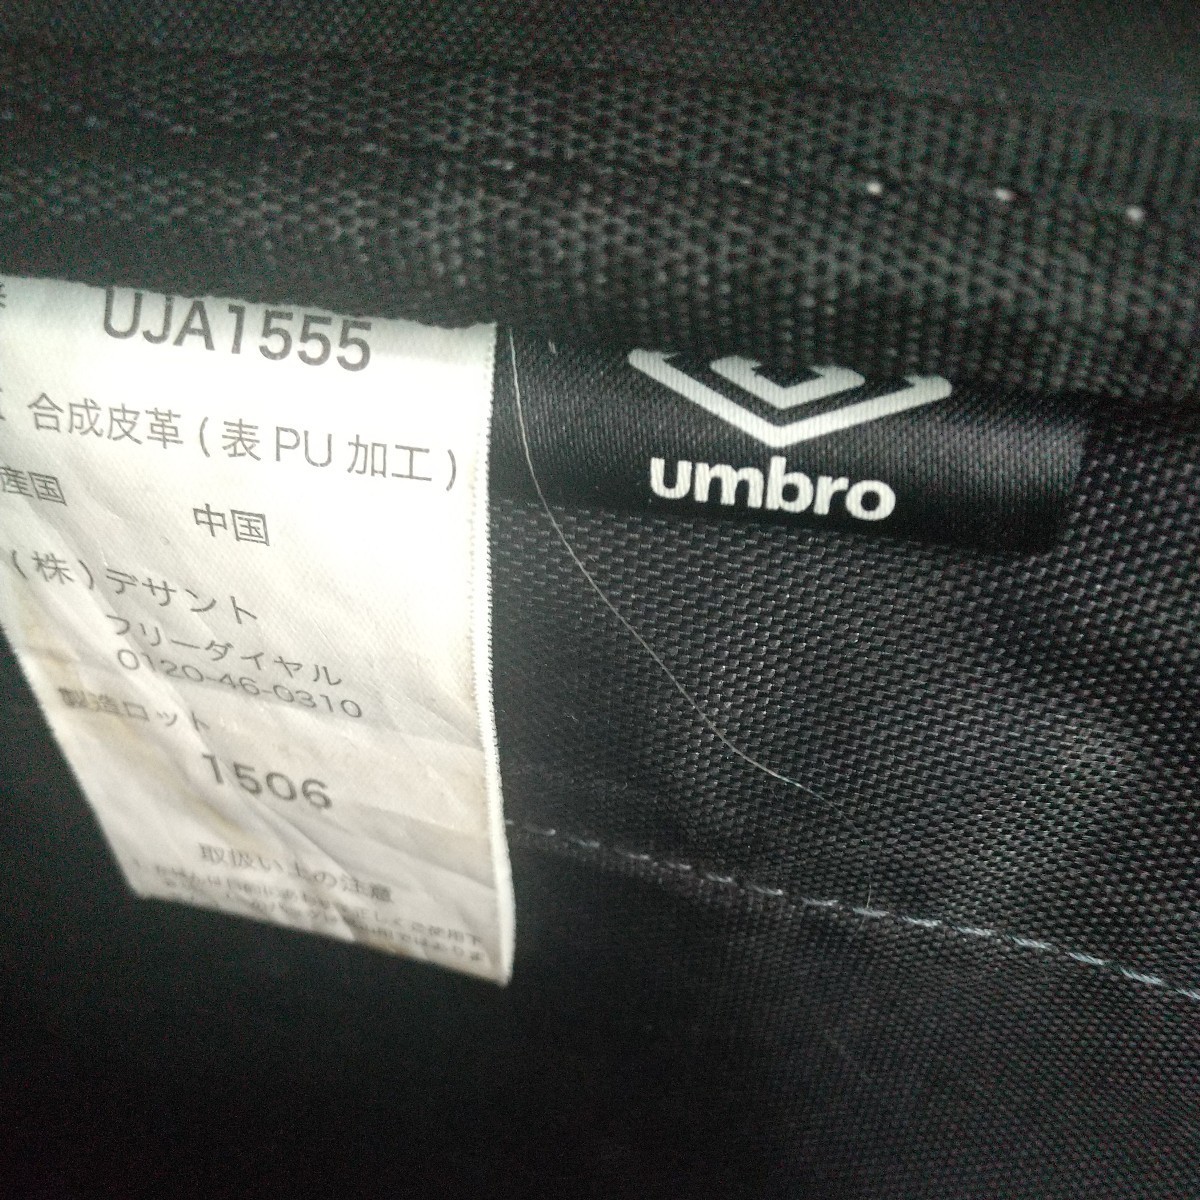 UJA1555
合成皮革(表PU加工)
産国
中国
(株)デサント
フリーダイヤル
0120-46-0310
製造ロット
1506
取扱い上の注意
umbro